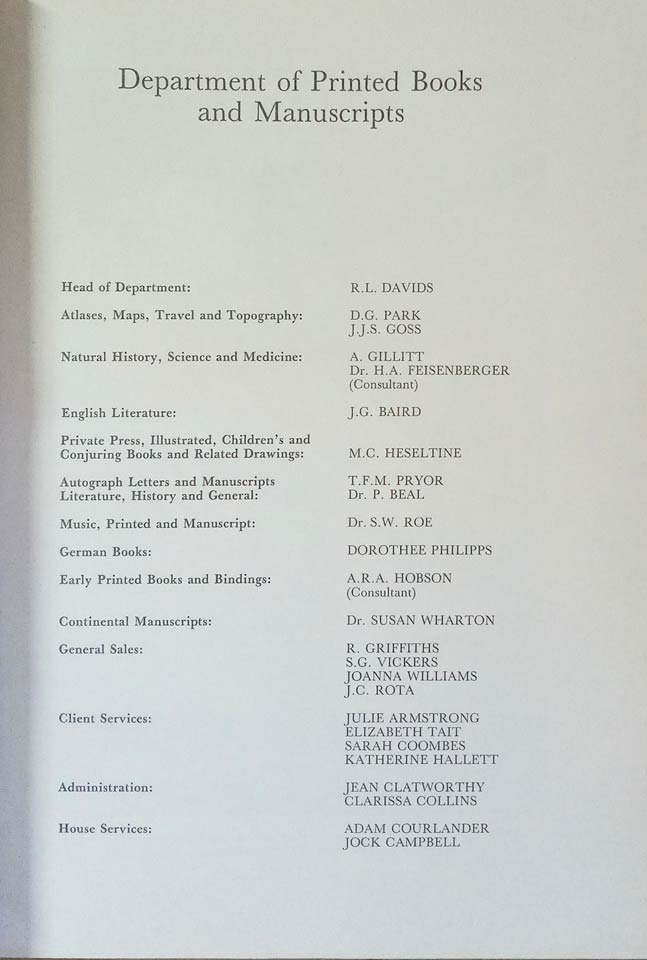 Department of Printed Books
and Manuscripts
Head of Department: R.L. DAVIDS
Atlases, Maps, Travel and Topography: D.G. PARK
J.J.S. GOSS
Natural History, Science and Medicine: A. GILLITT
Dr. H.A. FEISENBERGER
(Consultant)
English Literature: J.G. BAIRD
Private Press, Illustrated, Children's and
Conjuring Books and Related Drawings: M.C. HESELTINE
Autograph Letters and Manuscripts T.F.M. PRYOR
Literature, History and General: Dr. P. BEAL
Music, Printed and Manuscript: Dr. S.W. ROE
German Books: DOROTHEE PHILIPPS
Early Printed Books and Bindings: A.R.A. HOBSON
(Consultant)
Continental Manuscripts: Dr. SUSAN WHARTON
General Sales: R. GRIFFITHS
S.G. VICKERS
JOANNA WILLIAMS
J.C. ROTA
Client Services: JULIE ARMSTRONG
ELIZABETH TAIT
SARAH COOMBES
KATHERINE HALLETT
Administration: JEAN CLATWORTHY
CLARISSA COLLINS
House Services: ADAM COURLANDER
JOCK CAMPBELL